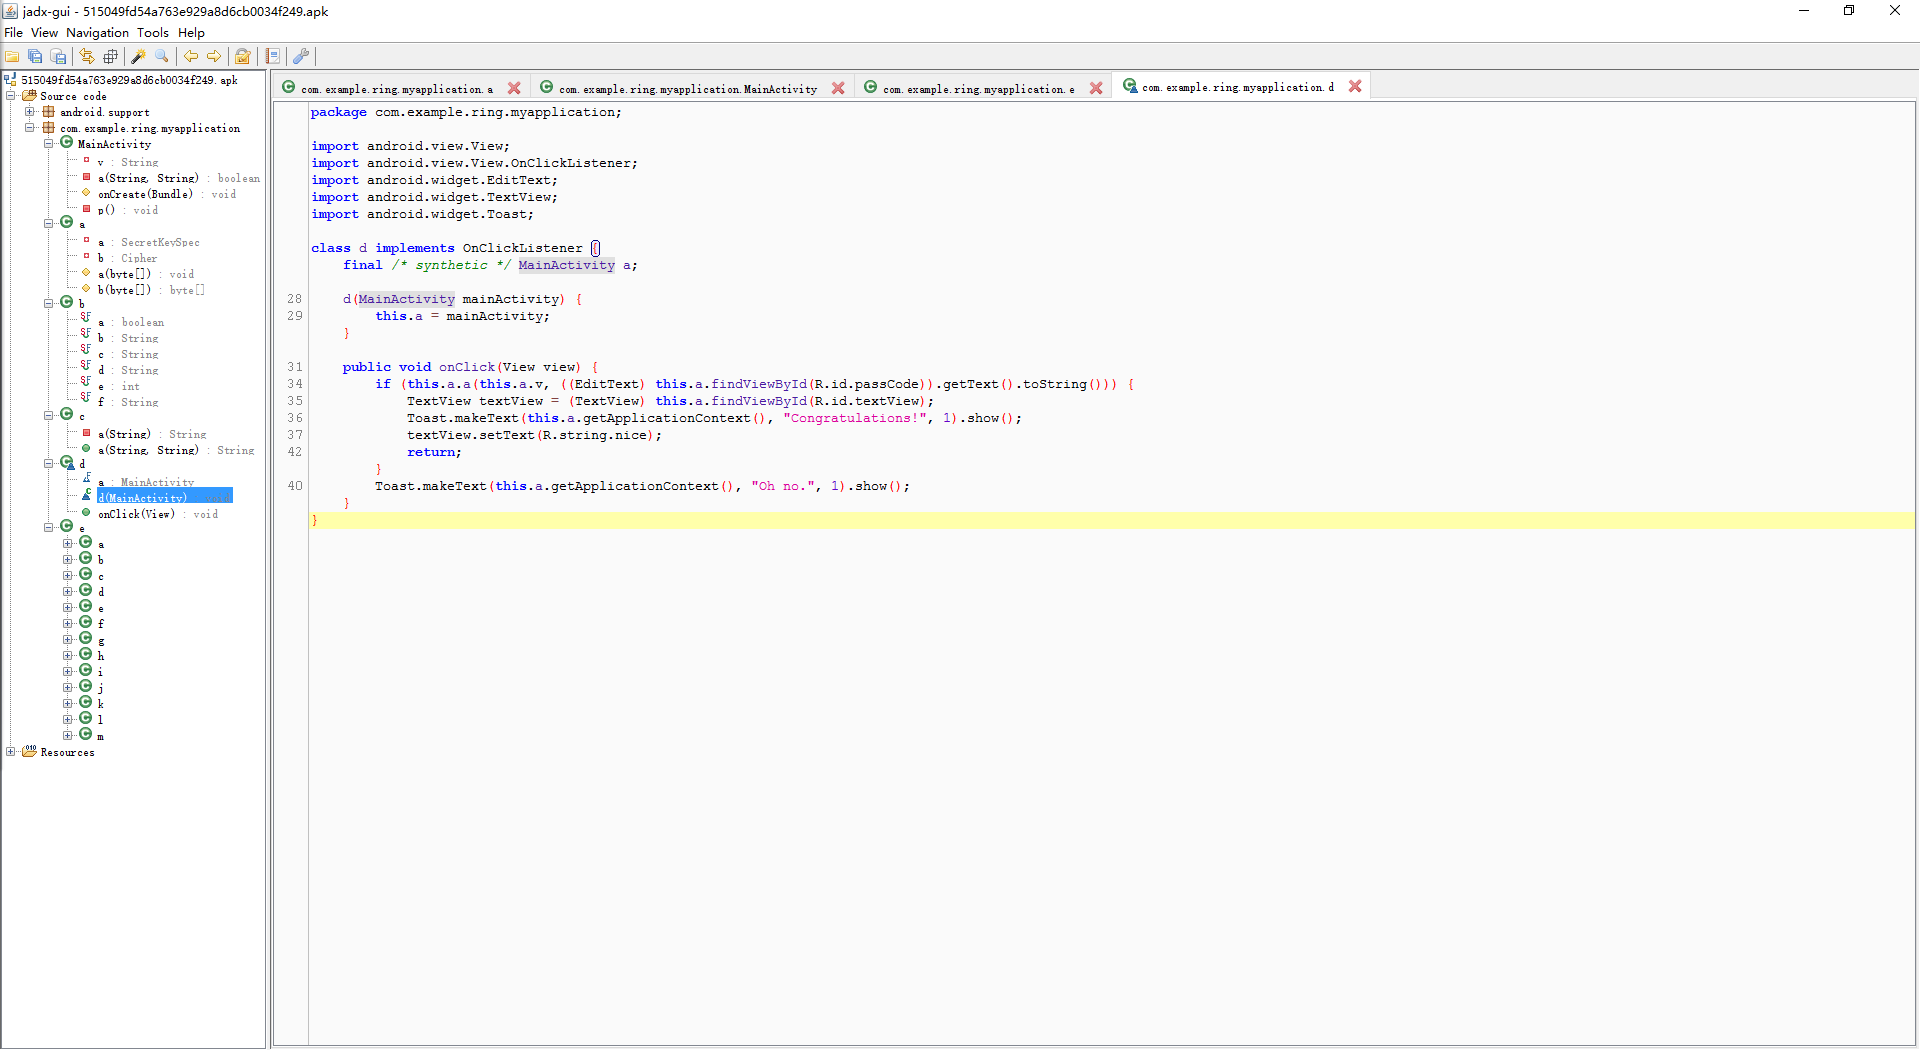 jadx-gui - 515049fd54a763e929a8d6cb0034f249.apk
File View Navigation Tools Help
515049fd54a763e929a8d6cb0034f249.apk
Source code
android.support
com.example.ring.myapplication
MainActivity
v : String
a(String, String) : boolean
onCreate(Bundle) : void
p() : void
a
a : SecretKeySpec
b : Cipher
a(byte[]) : void
b(byte[]) : byte[]
b
a : boolean
b : String
c : String
d : String
e : int
f : String
c
a(String) : String
a(String, String) : String
d
a : MainActivity
d(MainActivity)
onClick(View) : void
e
a
b
c
d
e
f
g
h
i
j
k
l
m
Resources
com.example.ring.myapplication.a
com.example.ring.myapplication.MainActivity
com.example.ring.myapplication.e
com.example.ring.myapplication.d
package com.example.ring.myapplication;
import android.view.View;
import android.view.View.OnClickListener;
import android.widget.EditText;
import android.widget.TextView;
import android.widget.Toast;
class d implements OnClickListener {
final /* synthetic */ MainActivity a;
28 d(MainActivity mainActivity) {
29 this.a = mainActivity;
}
31 public void onClick(View view) {
34 if (this.a.a(this.a.v, ((EditText) this.a.findViewById(R.id.passCode)).getText().toString())) {
35 TextView textView = (TextView) this.a.findViewById(R.id.textView);
36 Toast.makeText(this.a.getApplicationContext(), "Congratulations!", 1).show();
37 textView.setText(R.string.nice);
42 return;
}
40 Toast.makeText(this.a.getApplicationContext(), "Oh no.", 1).show();
}
}